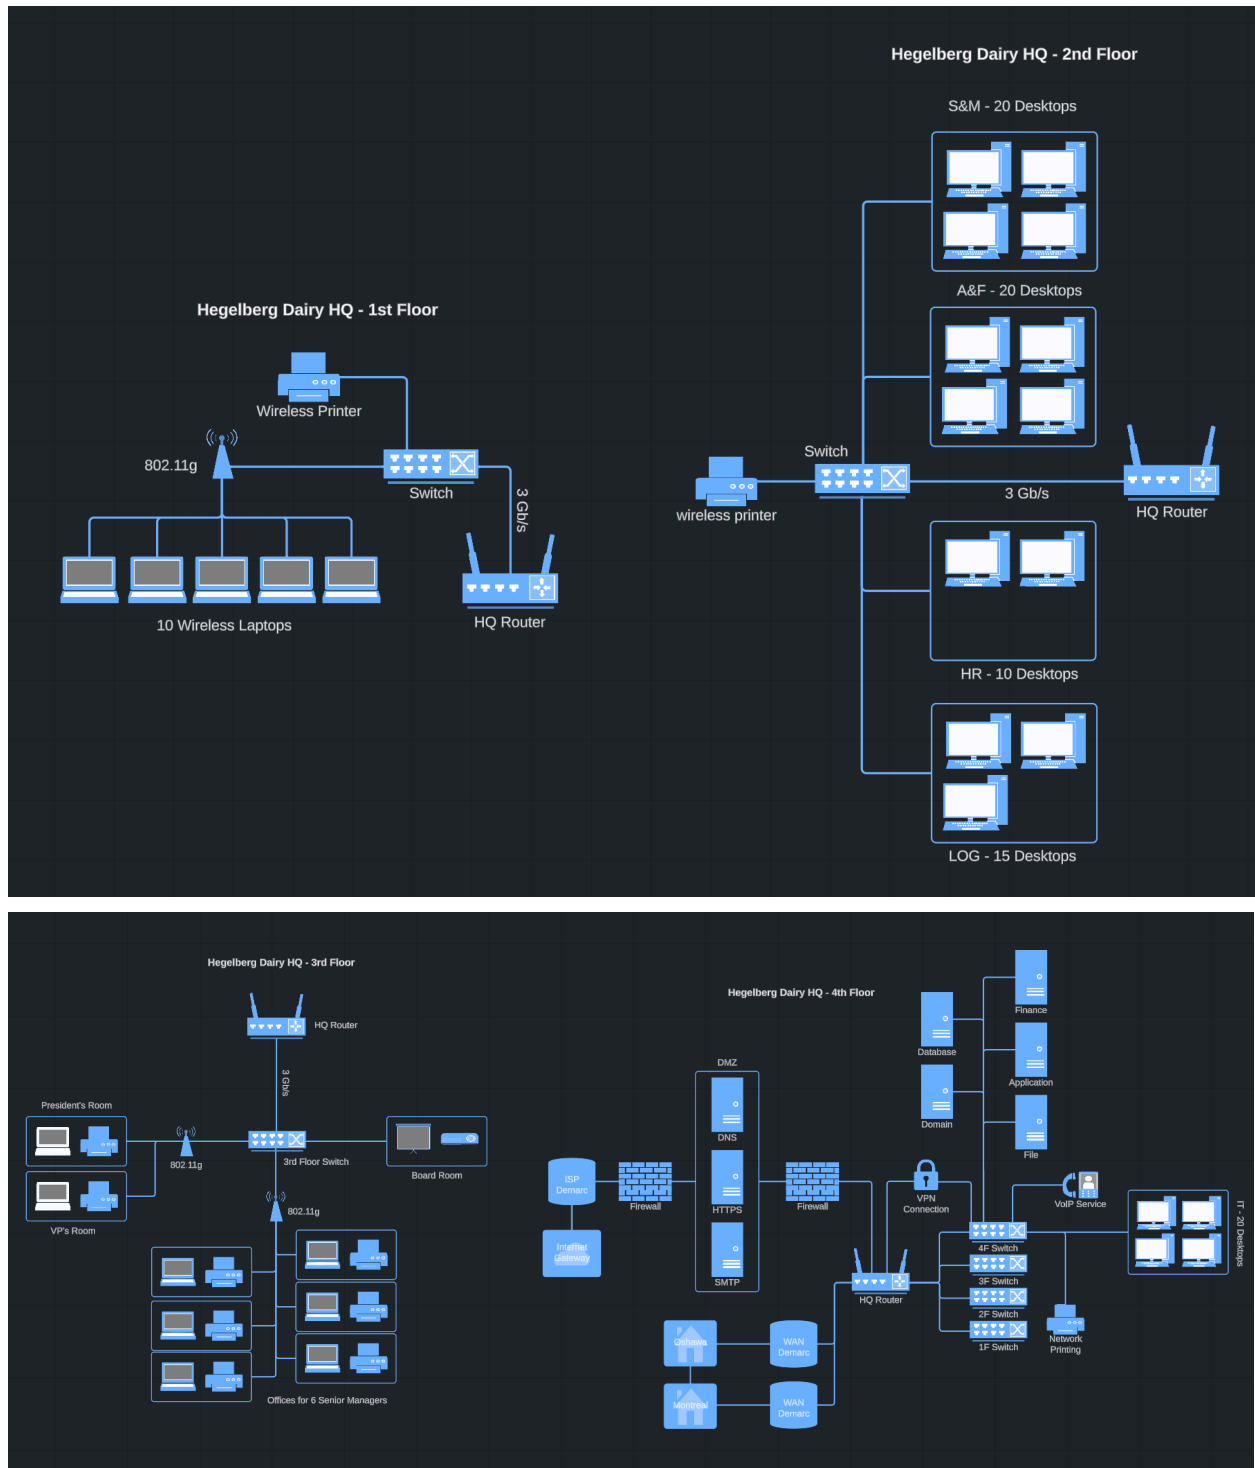 Hegelberg Dairy HQ - 1st Floor
Wireless Printer
802.11g
Switch
3 Gb/s
10 Wireless Laptops
HQ Router
Hegelberg Dairy HQ - 2nd Floor
S&M - 20 Desktops
A&F - 20 Desktops
Switch
wireless printer
3 Gb/s
HQ Router
HR - 10 Desktops
LOG - 15 Desktops
Hegelberg Dairy HQ - 3rd Floor
HQ Router
3 Gb/s
President's Room
802.11g
3rd Floor Switch
Board Room
VP's Room
802.11g
Offices for 6 Senior Managers
Hegelberg Dairy HQ - 4th Floor
Finance
Database
Application
Domain
File
DMZ
DNS
HTTPS
SMTP
ISP
Demarc
Internet
Gateway
Firewall
Firewall
VPN
Connection
VoIP Service
4F Switch
3F Switch
2F Switch
1F Switch
IT - 20 Desktops
HQ Router
Network
Printing
Oshawa
WAN
Demarc
Montreal
WAN
Demarc